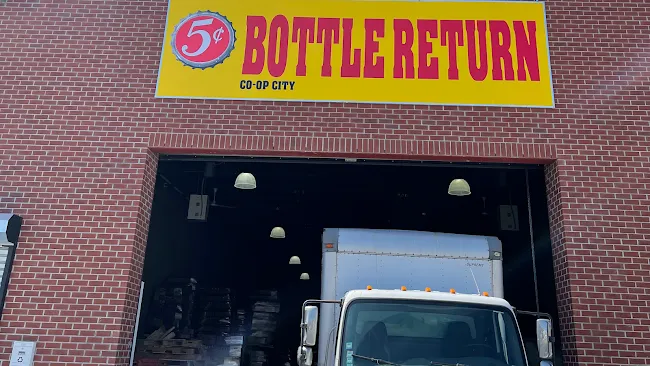 5¢ BOTTLE RETURN
CO-OP CITY